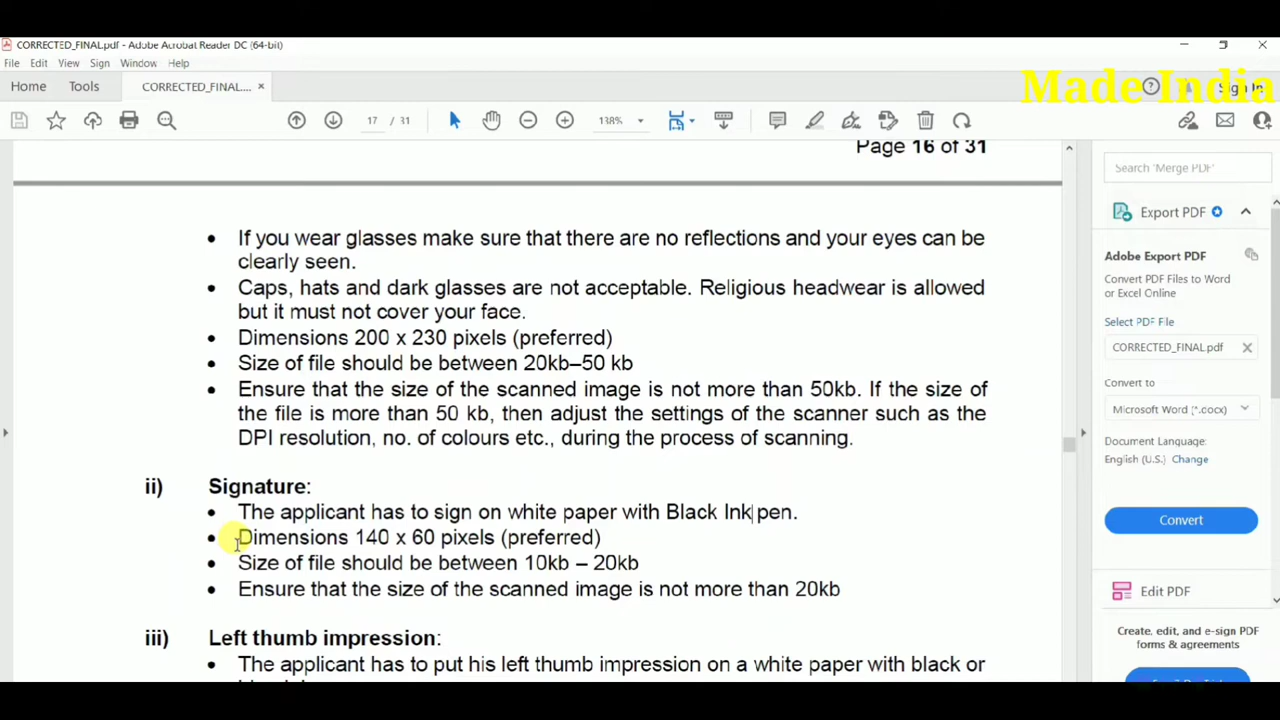 CORRECTED_FINAL.pdf - Adobe Acrobat Reader DC (64-bit)
File Edit View Sign Window Help
Made India
Home Tools CORRECTED_FINAL.... × Sign In
17 / 31 138%
Page 16 of 31
Search 'Merge PDF'
Export PDF
Adobe Export PDF
Convert PDF Files to Word
or Excel Online
Select PDF File
CORRECTED_FINAL.pdf
Convert to
Microsoft Word (*.docx)
Document Language:
English (U.S.) Change
Convert
Edit PDF
Create, edit, and e-sign PDF
forms & agreements
• If you wear glasses make sure that there are no reflections and your eyes can be
clearly seen.
• Caps, hats and dark glasses are not acceptable. Religious headwear is allowed
but it must not cover your face.
• Dimensions 200 x 230 pixels (preferred)
• Size of file should be between 20kb–50 kb
• Ensure that the size of the scanned image is not more than 50kb. If the size of
the file is more than 50 kb, then adjust the settings of the scanner such as the
DPI resolution, no. of colours etc., during the process of scanning.
ii) Signature:
• The applicant has to sign on white paper with Black Ink pen.
• Dimensions 140 x 60 pixels (preferred)
• Size of file should be between 10kb – 20kb
• Ensure that the size of the scanned image is not more than 20kb
iii) Left thumb impression:
• The applicant has to put his left thumb impression on a white paper with black or